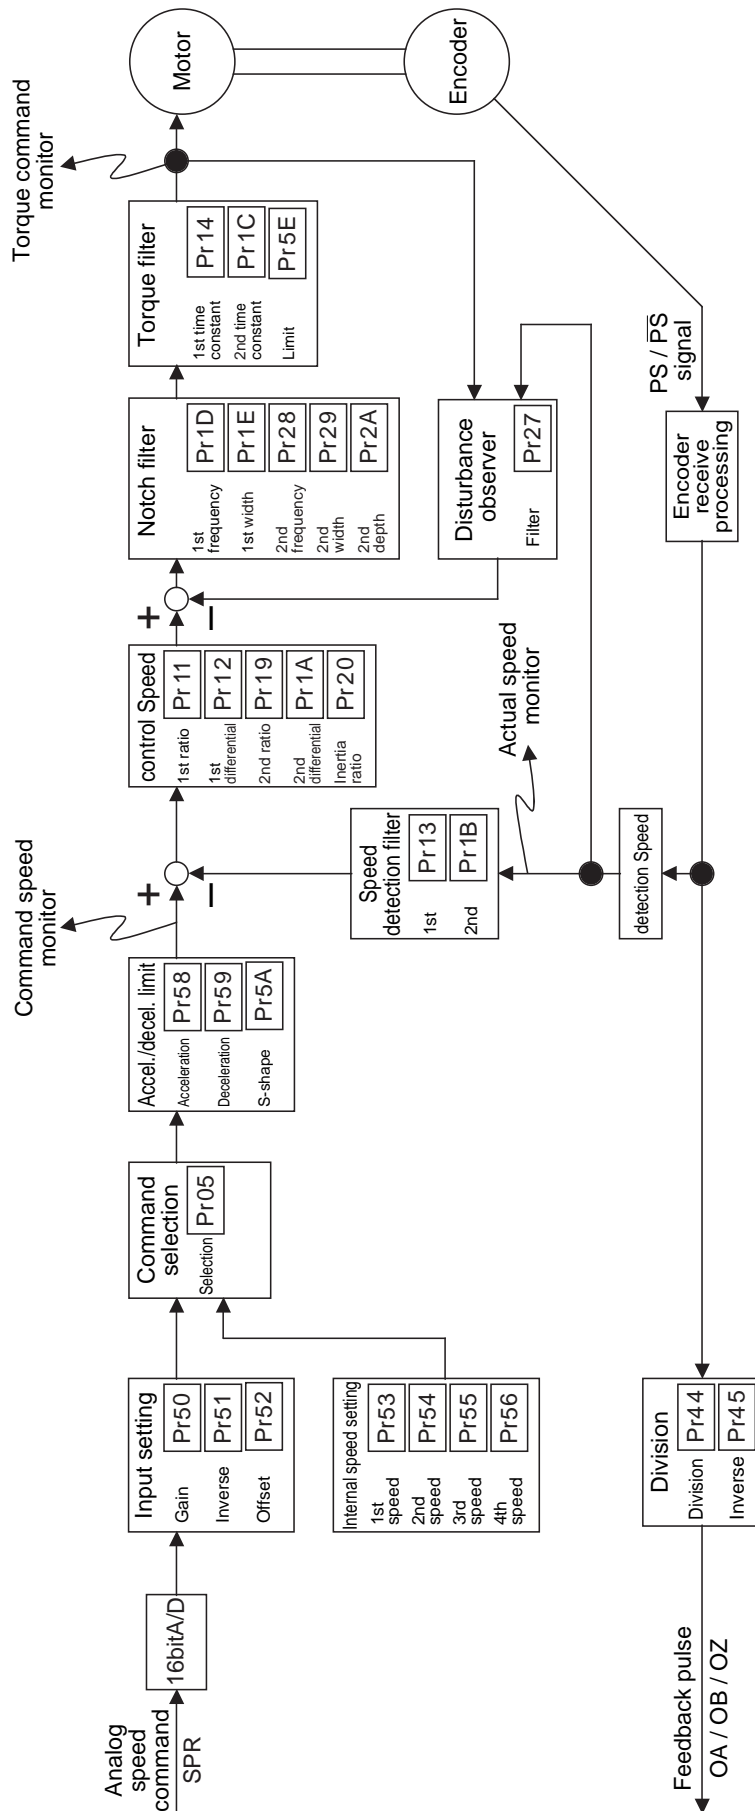 Analog
speed
command
SPR
16bitA/D
Input setting
Gain
Pr50
Inverse
Pr51
Offset
Pr52
Internal speed setting
1st
speed
Pr53
2nd
speed
Pr54
3rd
speed
Pr55
4th
speed
Pr56
Command
selection
Selection
Pr05
Accel./decel. limit
Acceleration
Pr58
Deceleration
Pr59
S-shape
Pr5A
Command speed
monitor
+
−
control Speed
1st ratio
Pr11
1st
differential
Pr12
2nd ratio
Pr19
2nd
differential
Pr1A
Inertia
ratio
Pr20
+
−
Notch filter
1st
frequency
Pr1D
1st width
Pr1E
2nd
frequency
Pr28
2nd
width
Pr29
2nd
depth
Pr2A
Torque filter
1st time
constant
Pr14
2nd time
constant
Pr1C
Limit
Pr5E
Torque command
monitor
Motor
Encoder
Disturbance
observer
Filter
Pr27
Speed
detection filter
1st
Pr13
2nd
Pr1B
Actual speed
monitor
detection Speed
PS / P̅S̅
signal
Encoder
receive
processing
Division
Division
Pr44
Inverse
Pr45
Feedback pulse
OA / OB / OZ